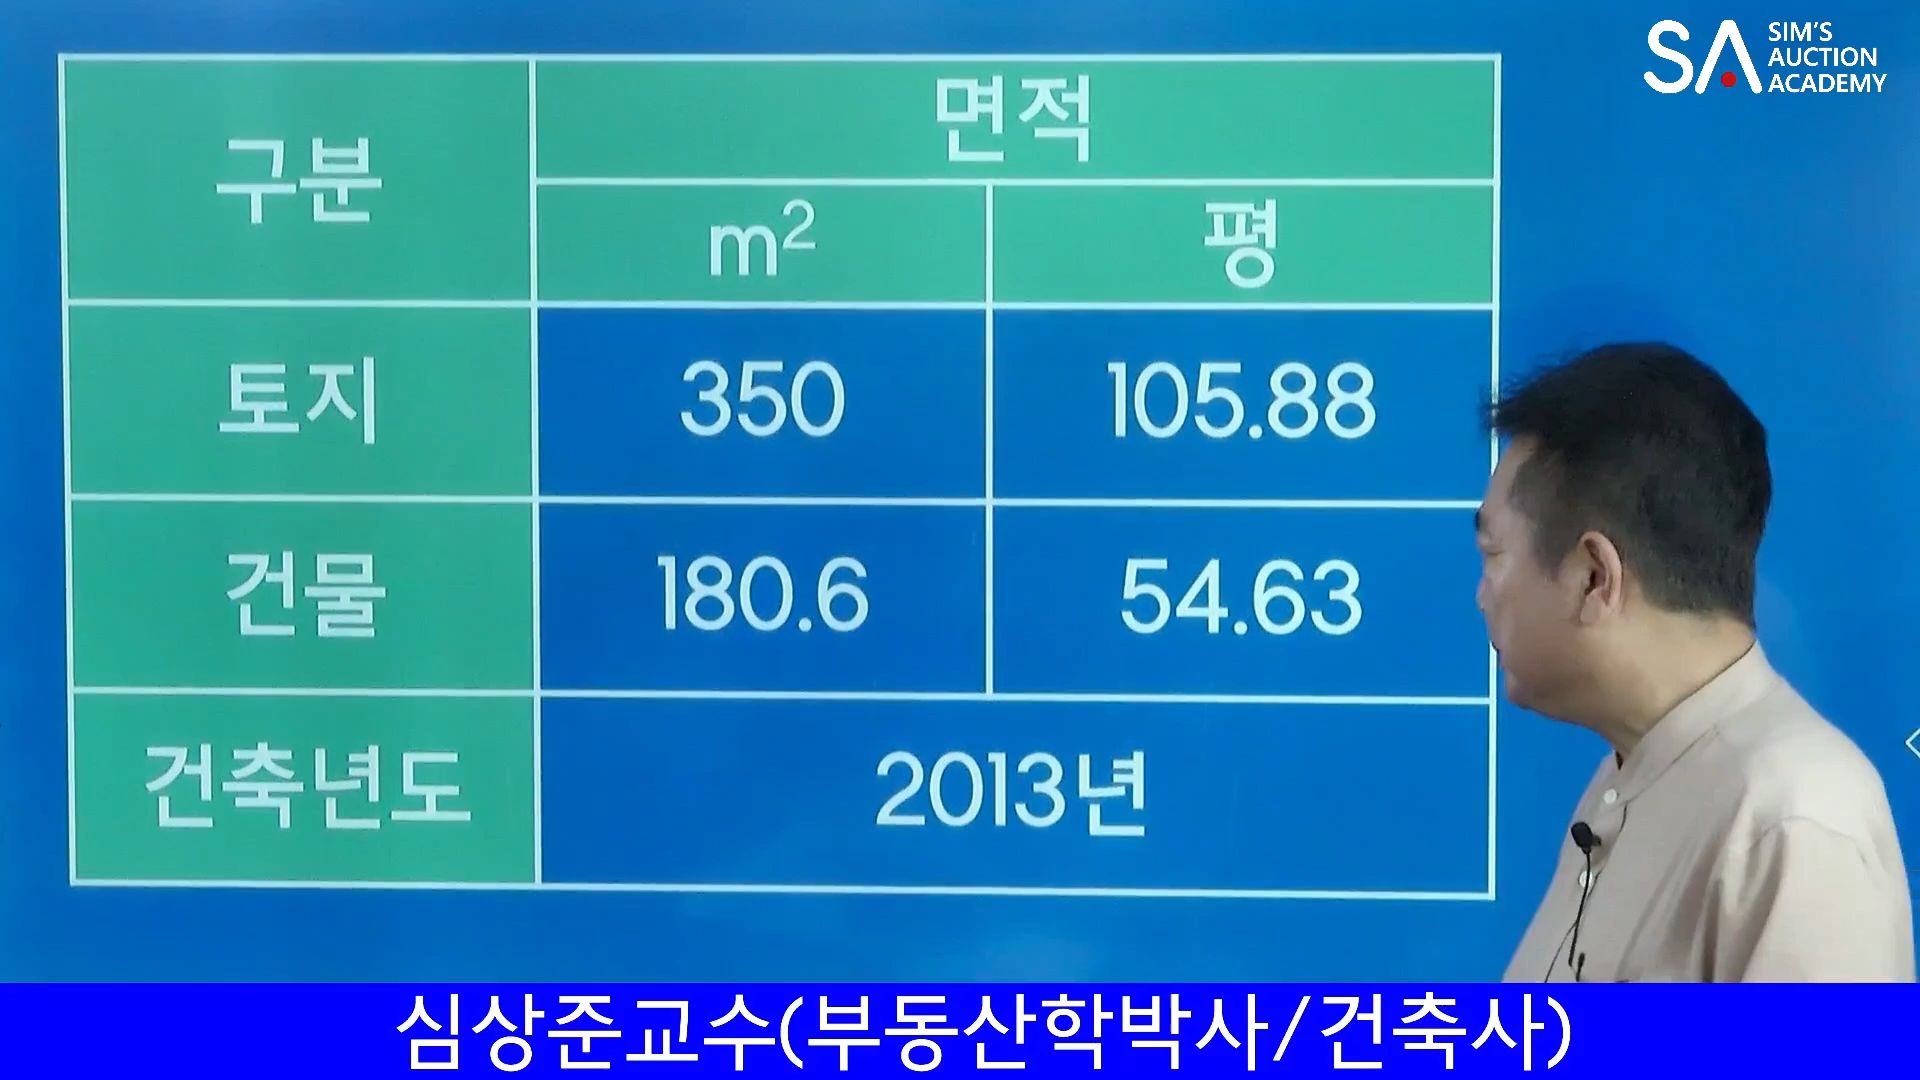 SA SIM'S
AUCTION
ACADEMY
구분 면적
m² 평
토지 350 105.88
건물 180.6 54.63
건축년도 2013년
심상준교수(부동산학박사/건축사)